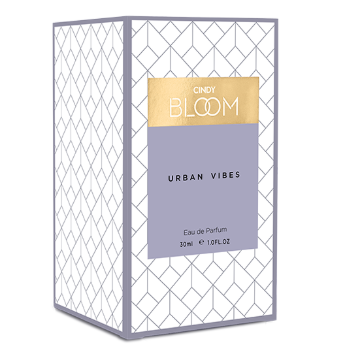 CINDY
BLOOM
URBAN VIBES
Eau de Parfum
30ml ℮ 1.0FL.OZ